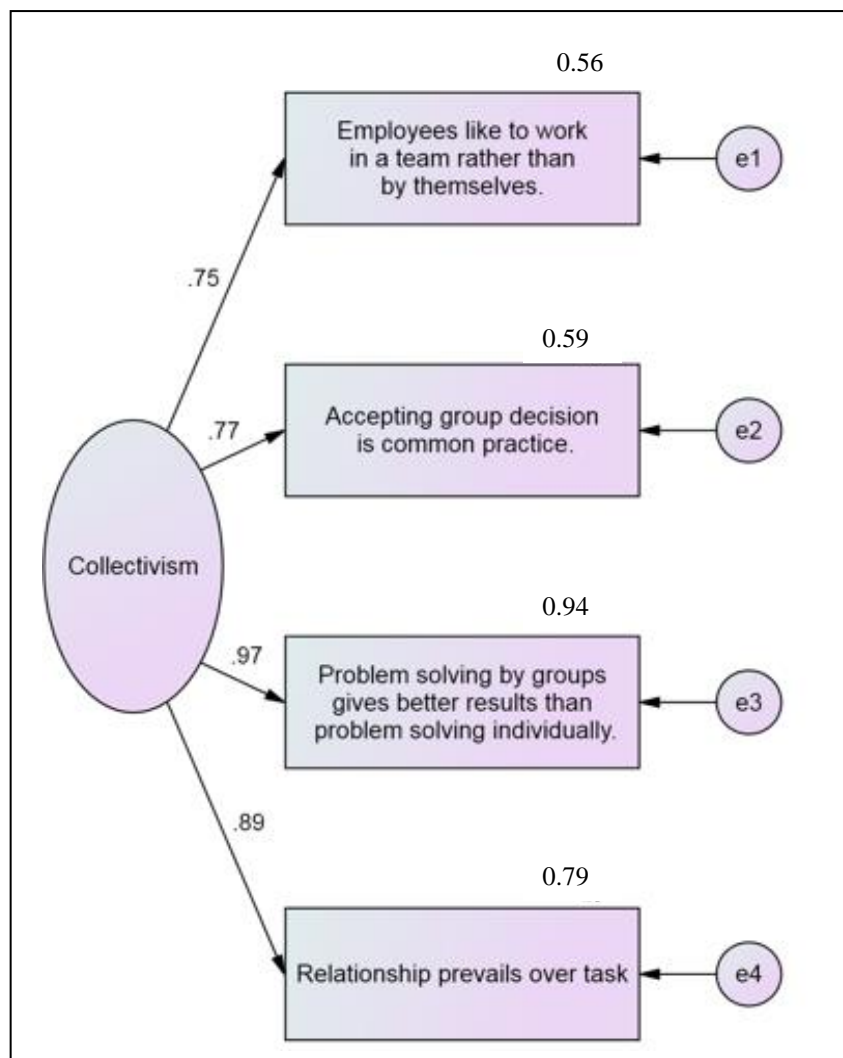 0.56
Employees like to work
in a team rather than
by themselves.
e1
.75
0.59
Accepting group decision
is common practice.
e2
.77
Collectivism
0.94
.97
Problem solving by groups
gives better results than
problem solving individually.
e3
.89
0.79
Relationship prevails over task
e4